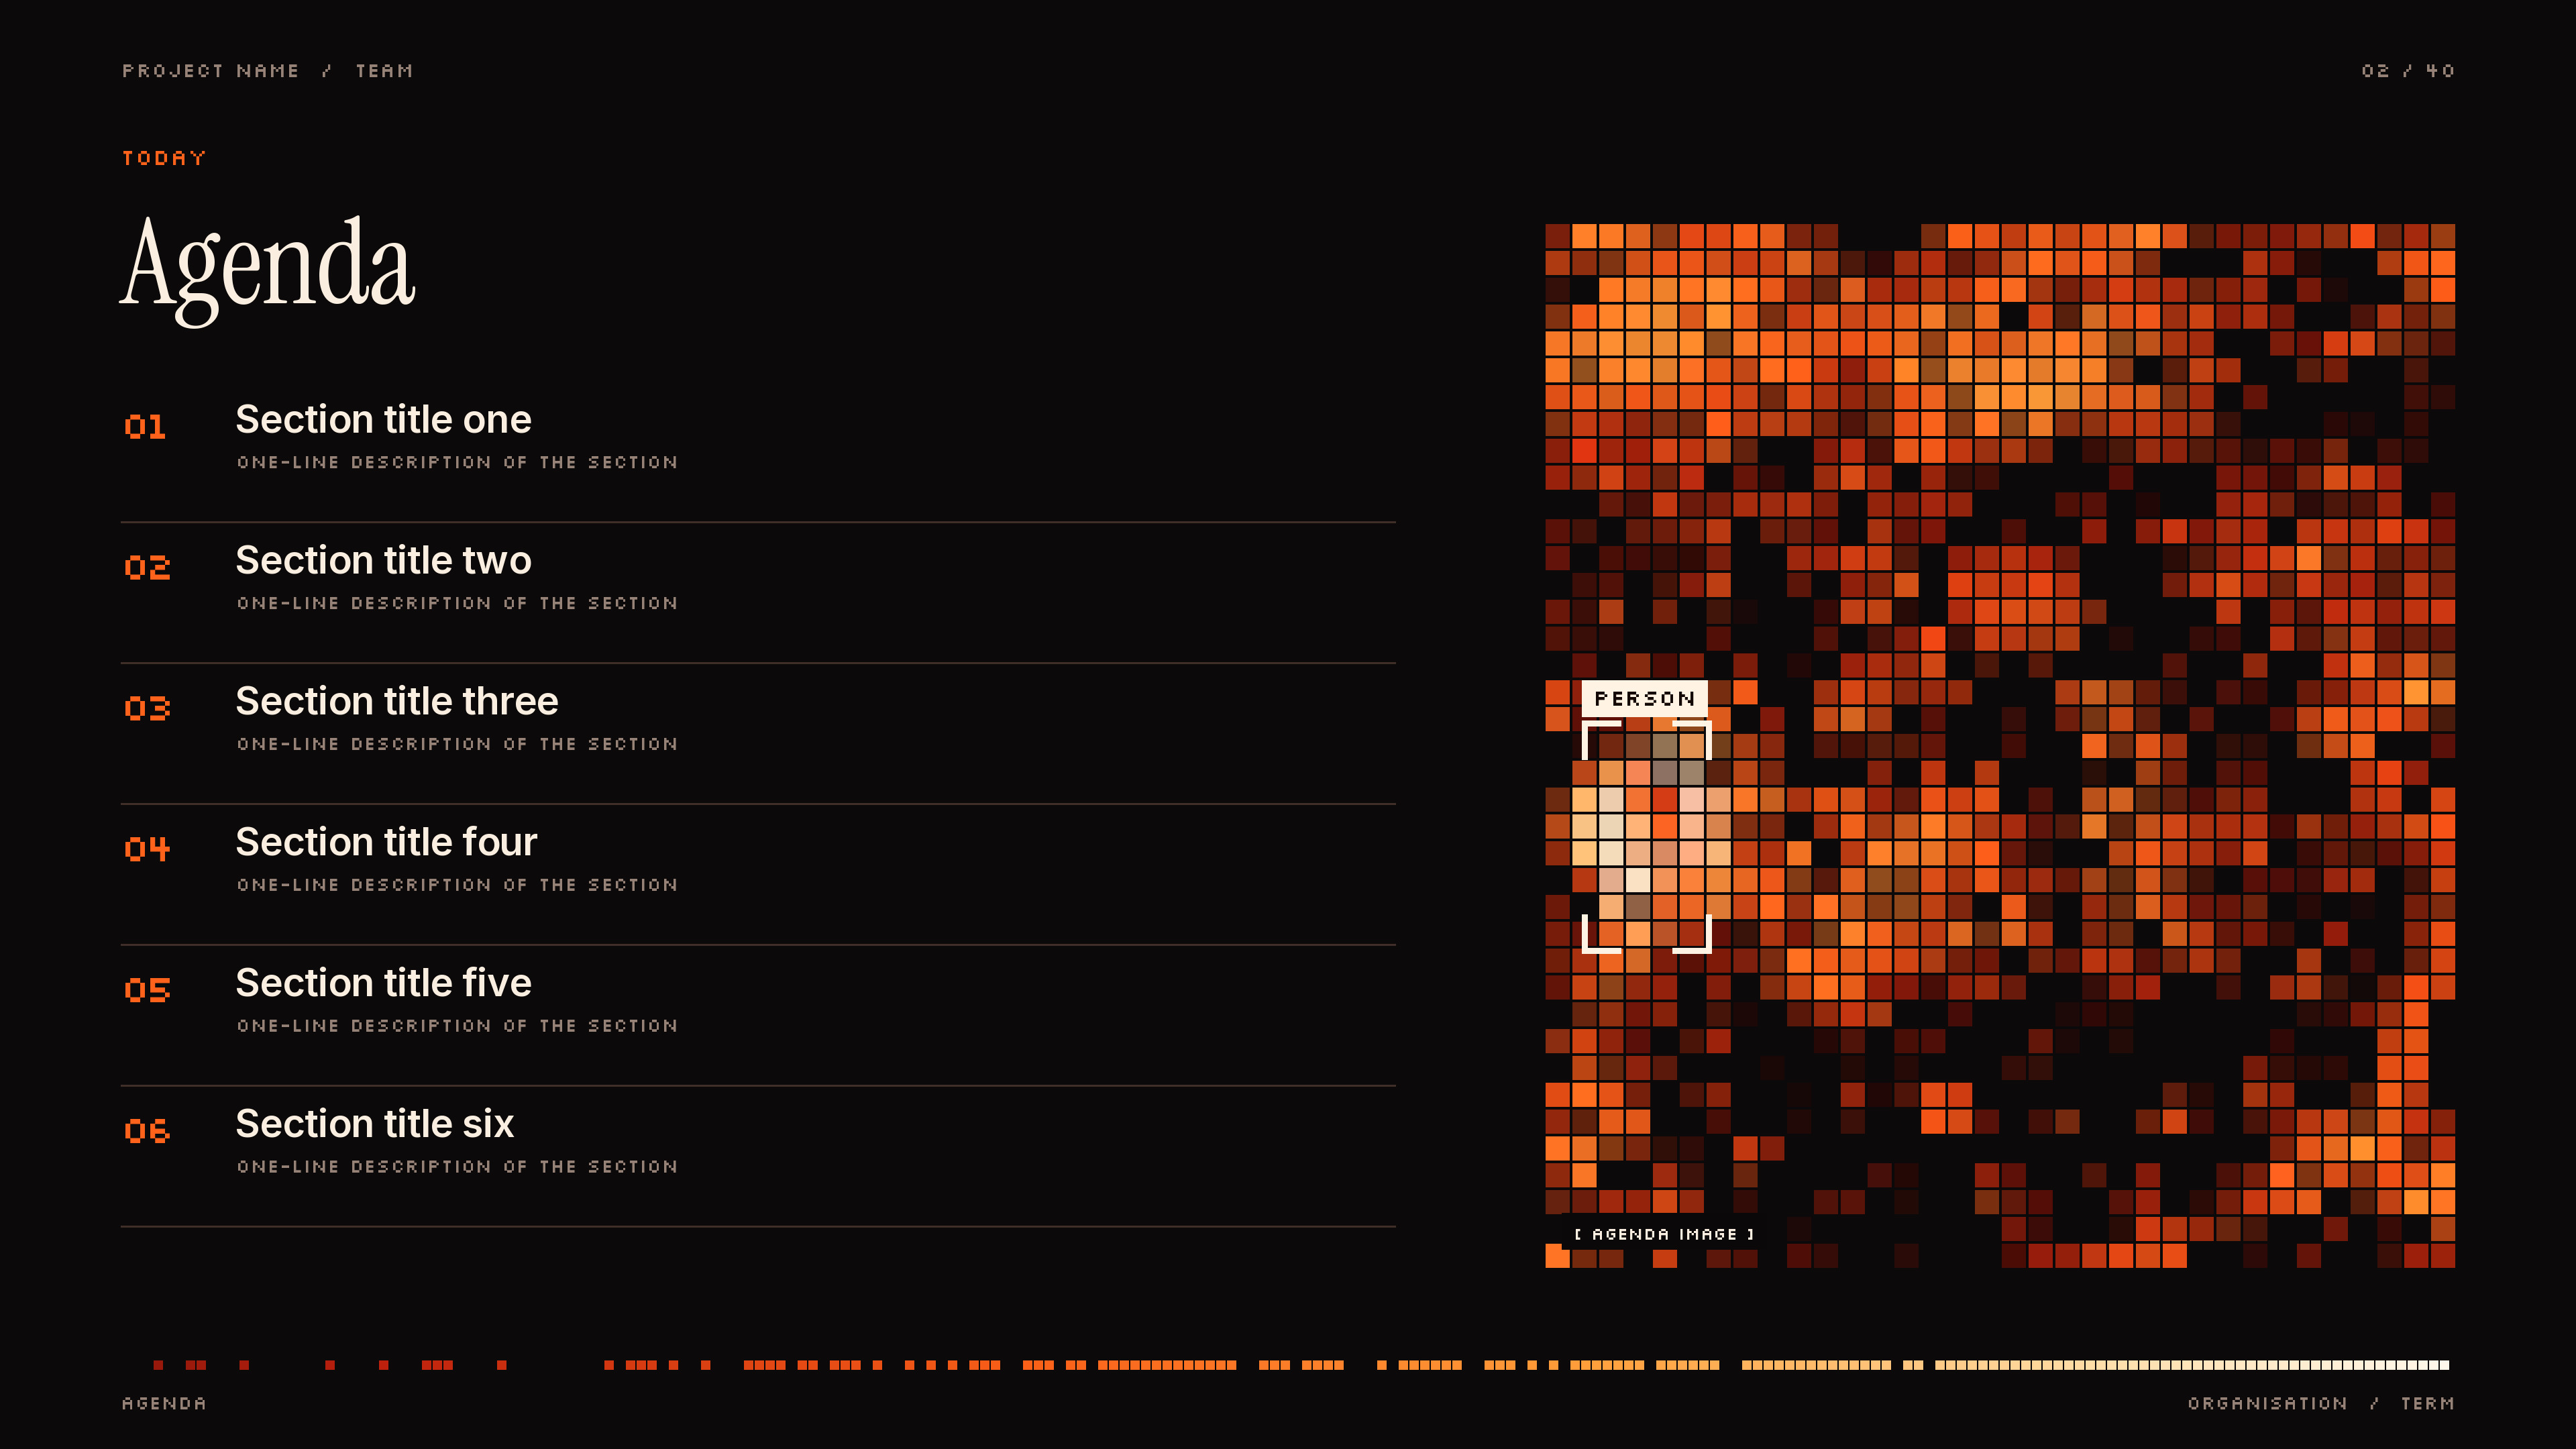 PROJECT NAME / TEAM
02 / 40
TODAY
Agenda
01
Section title one
ONE-LINE DESCRIPTION OF THE SECTION
02
Section title two
ONE-LINE DESCRIPTION OF THE SECTION
03
Section title three
ONE-LINE DESCRIPTION OF THE SECTION
04
Section title four
ONE-LINE DESCRIPTION OF THE SECTION
05
Section title five
ONE-LINE DESCRIPTION OF THE SECTION
06
Section title six
ONE-LINE DESCRIPTION OF THE SECTION
PERSON
[ AGENDA IMAGE ]
AGENDA
ORGANISATION / TERM